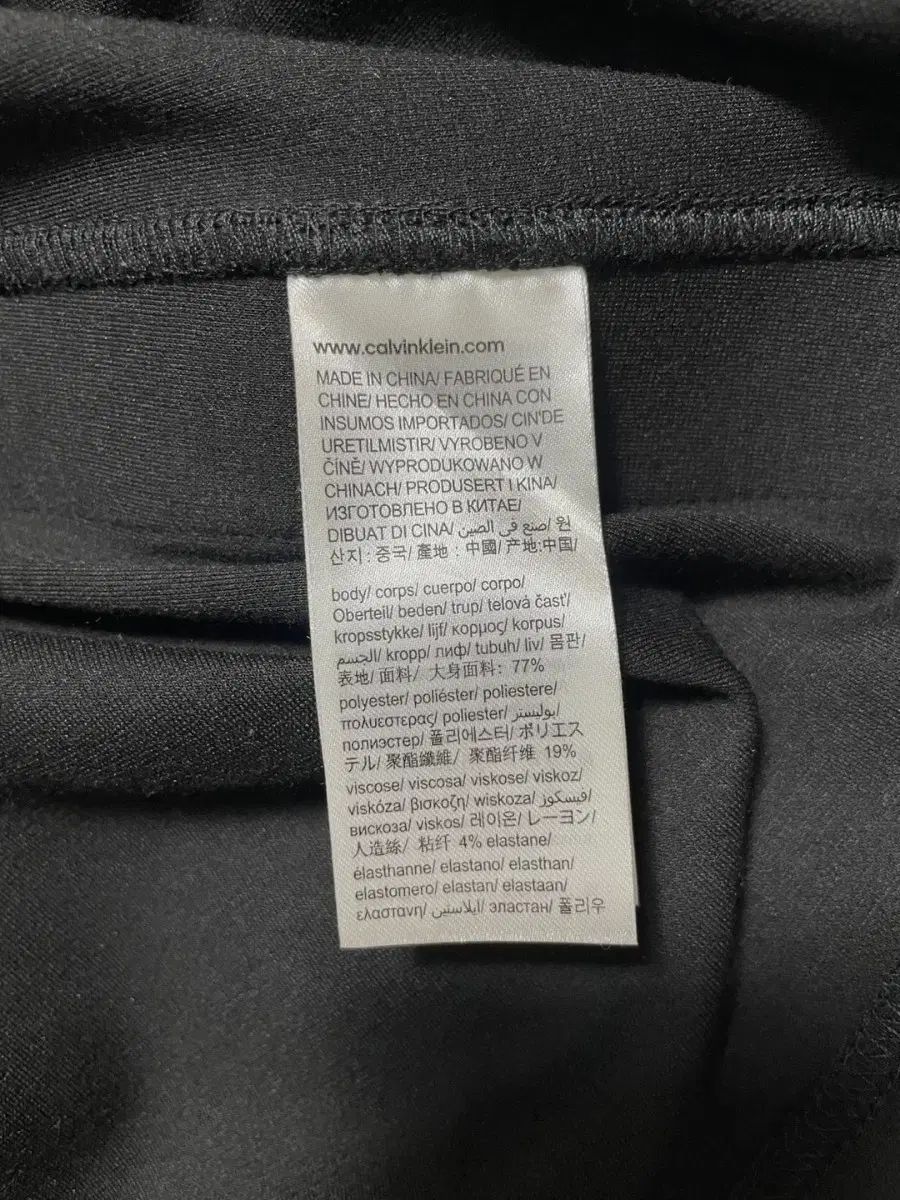 www.calvinklein.com
MADE IN CHINA/ FABRIQUÉ EN
CHINE/ HECHO EN CHINA CON
INSUMOS IMPORTADOS/ CIN'DE
URETILMISTIR/ VYROBENO V
ČÍNĚ/ WYPRODUKOWANO W
CHINACH/ PRODUSERT I KINA/
ИЗГОТОВЛЕНО В КИТАЕ/
DIBUAT DI CINA/ صنع في الصين/ 원
산지 : 중국/ 產地 : 中國/ 产地:中国/
body/ corps/ cuerpo/ corpo/
Oberteil/ beden/ trup/ telová časť/
kropsstykke/ lijf/ κορμος/ korpus/
الجسم/ kropp/ лиф/ tubuh/ liv/ 몸판/
表地/ 面料/ 大身面料: 77%
polyester/ poliéster/ poliestere/
πολυεστερας/ poliester/ بوليستر/
полиэстер/ 폴리에스터/ ポリエス
テル/ 聚酯纖維/ 聚酯纤维 19%
viscose/ viscosa/ viskose/ viskoz/
viskóza/ βισκοζη/ wiskoza/ فيسكوز/
вискоза/ viskos/ 레이온/ レーヨン/
人造絲/ 粘纤 4% elastane/
élasthanne/ elastano/ elasthan/
elastomero/ elastan/ elastaan/
ελαστανη/ ايلاستين/ эластан/ 폴리우